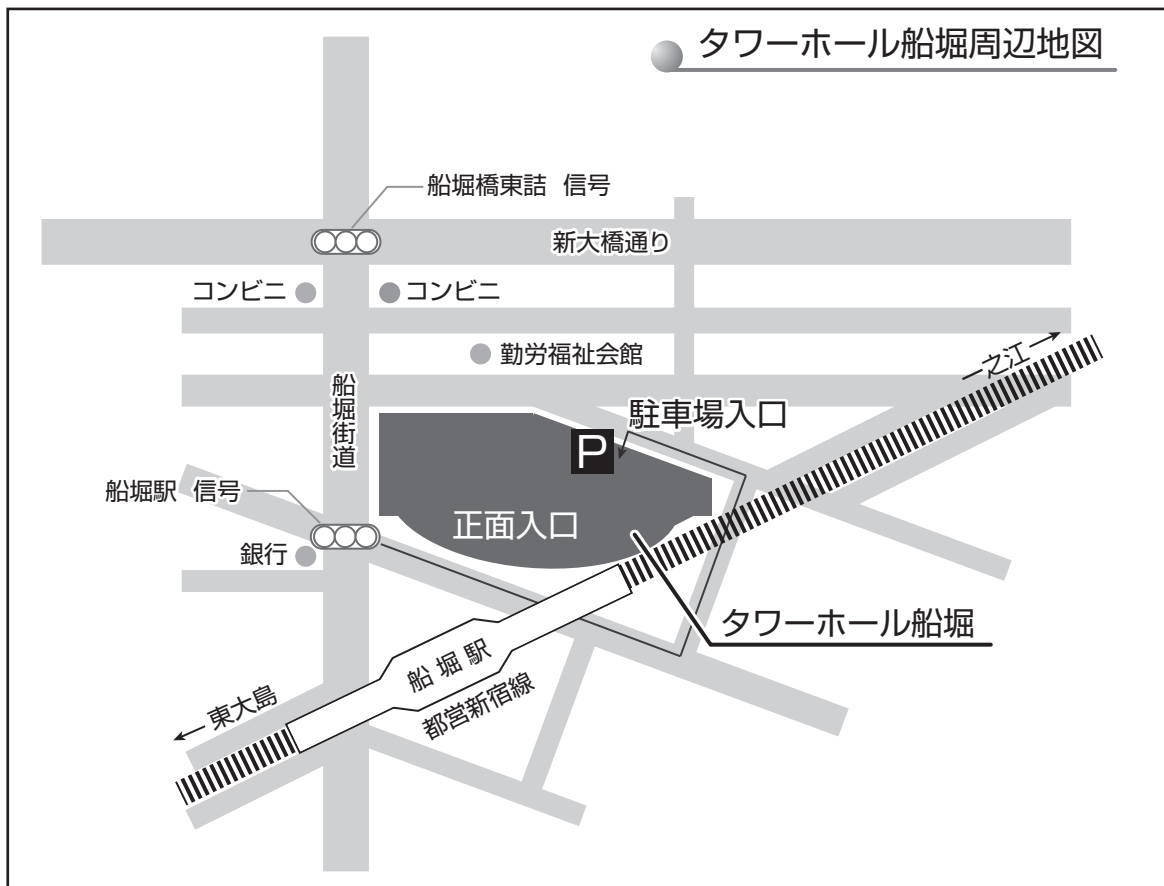 タワーホール船堀周辺地図
船堀橋東詰 信号
新大橋通り
コンビニ
コンビニ
勤労福祉会館
一之江
船堀街道
駐車場入口
P
船堀駅 信号
正面入口
銀行
タワーホール船堀
船堀駅
都営新宿線
東大島